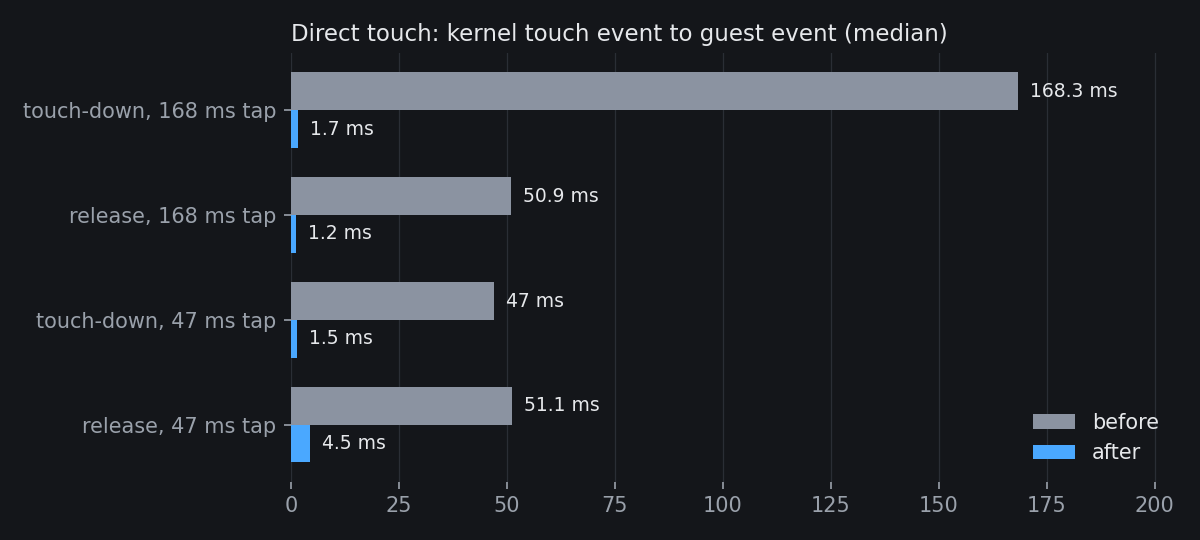 Direct touch: kernel touch event to guest event (median)
touch-down, 168 ms tap
168.3 ms
1.7 ms
release, 168 ms tap
50.9 ms
1.2 ms
touch-down, 47 ms tap
47 ms
1.5 ms
release, 47 ms tap
51.1 ms
4.5 ms
before
after
0 25 50 75 100 125 150 175 200